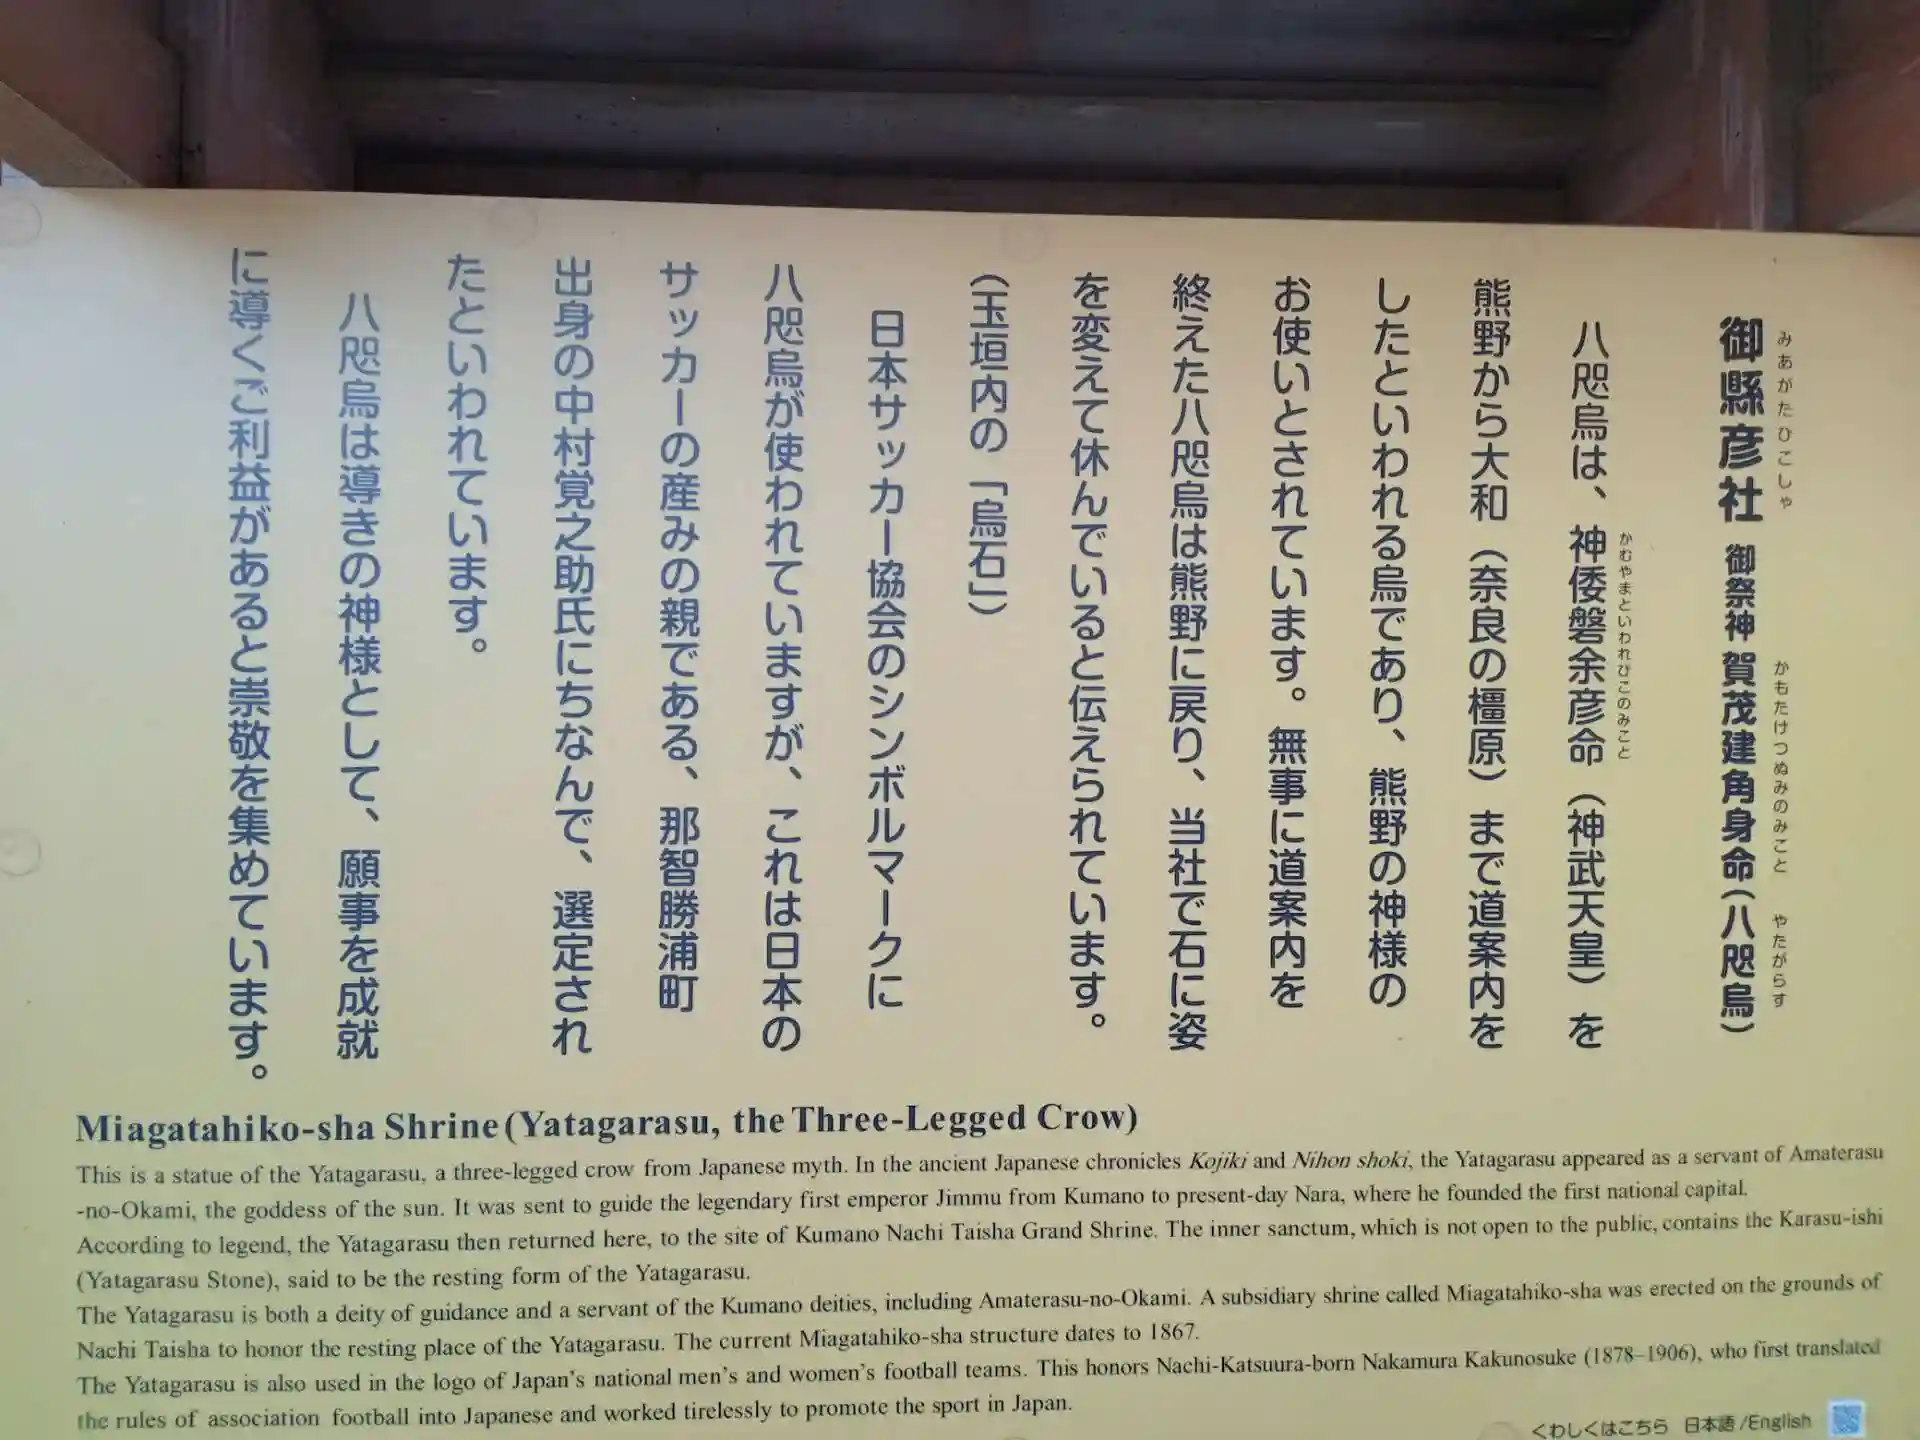 御縣彦社 御祭神 賀茂建角身命(八咫烏)
みあがたひこしゃ かもたけつぬみのみこと やたがらす
八咫烏は、神倭磐余彦命(神武天皇)を
かむやまといわれびこのみこと
熊野から大和(奈良の橿原)まで道案内を
したといわれる烏であり、熊野の神様の
お使いとされています。無事に道案内を
終えた八咫烏は熊野に戻り、当社で石に姿
を変えて休んでいると伝えられています。
(玉垣内の「烏石」)
日本サッカー協会のシンボルマークに
八咫烏が使われていますが、これは日本の
サッカーの産みの親である、那智勝浦町
出身の中村覚之助氏にちなんで、選定され
たといわれています。
八咫烏は導きの神様として、願事を成就
に導くご利益があると崇敬を集めています。
Miagatahiko-sha Shrine (Yatagarasu, the Three-Legged Crow)
This is a statue of the Yatagarasu, a three-legged crow from Japanese myth. In the ancient Japanese chronicles Kojiki and Nihon shoki, the Yatagarasu appeared as a servant of Amaterasu
-no-Okami, the goddess of the sun. It was sent to guide the legendary first emperor Jimmu from Kumano to present-day Nara, where he founded the first national capital.
According to legend, the Yatagarasu then returned here, to the site of Kumano Nachi Taisha Grand Shrine. The inner sanctum, which is not open to the public, contains the Karasu-ishi
(Yatagarasu Stone), said to be the resting form of the Yatagarasu.
The Yatagarasu is both a deity of guidance and a servant of the Kumano deities, including Amaterasu-no-Okami. A subsidiary shrine called Miagatahiko-sha was erected on the grounds of
Nachi Taisha to honor the resting place of the Yatagarasu. The current Miagatahiko-sha structure dates to 1867.
The Yatagarasu is also used in the logo of Japan's national men's and women's football teams. This honors Nachi-Katsuura-born Nakamura Kakunosuke (1878–1906), who first translated
the rules of association football into Japanese and worked tirelessly to promote the sport in Japan.
くわしくはこちら 日本語/English